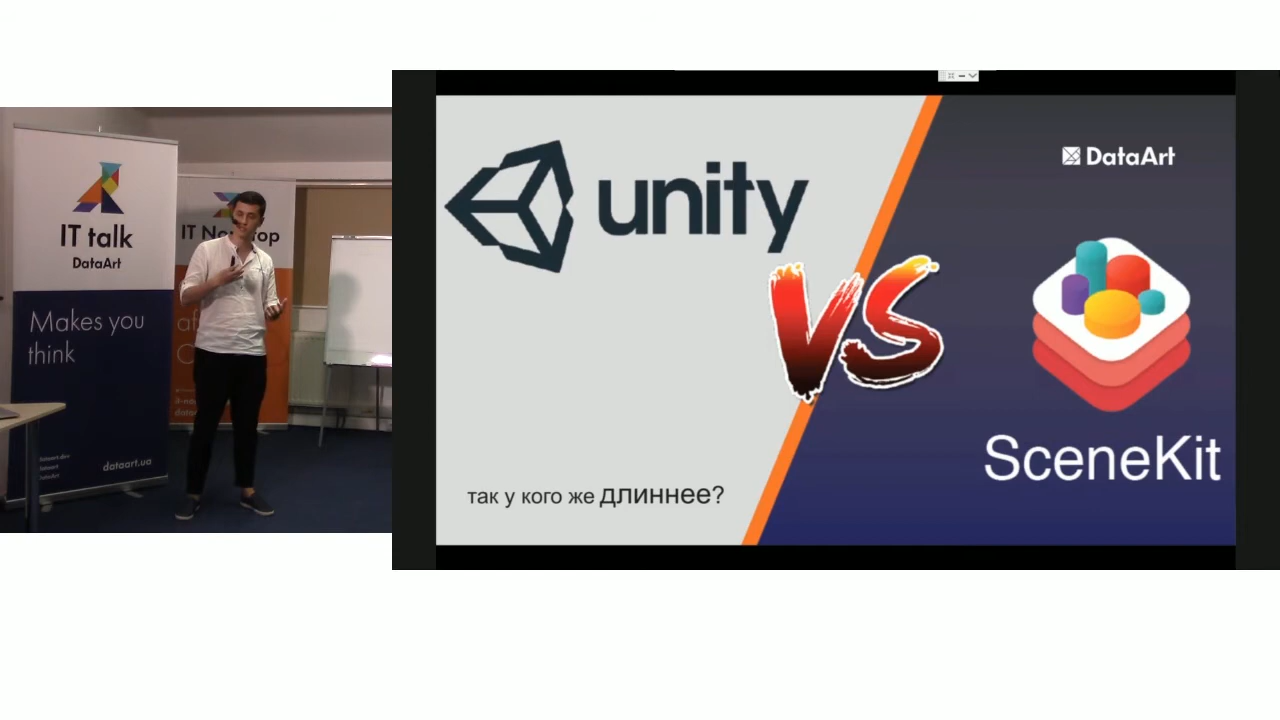 IT talk
DataArt
Makes you
think
dataart.ua
unity
VS
DataArt
SceneKit
так у кого же длиннее?